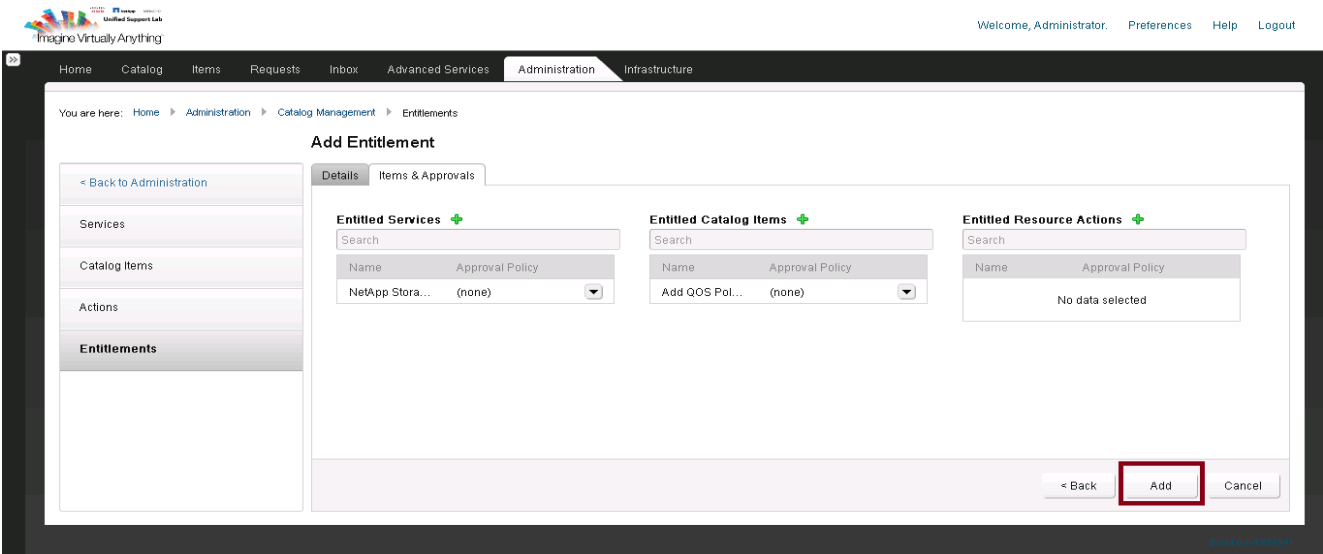 Unified Support Lab
Imagine Virtually Anything
Welcome, Administrator. Preferences Help Logout
Home Catalog Items Requests Inbox Advanced Services Administration Infrastructure
You are here: Home Administration Catalog Management Entitlements
Add Entitlement
Details Items & Approvals
< Back to Administration
Services
Catalog Items
Actions
Entitlements
Entitled Services Entitled Catalog Items Entitled Resource Actions
Search Search Search
Name Approval Policy Name Approval Policy Name Approval Policy
NetApp Stora... (none) Add QOS Pol... (none) No data selected
< Back Add Cancel